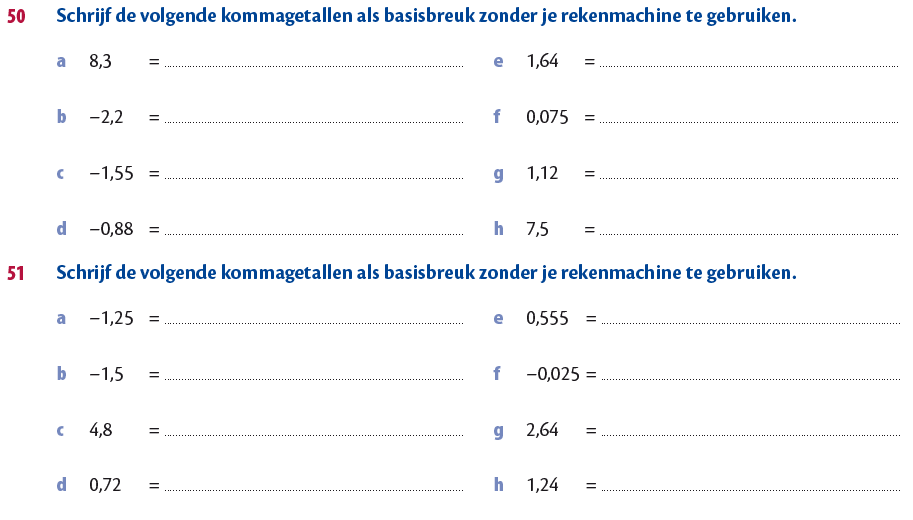 50 Schrijf de volgende kommagetallen als basisbreuk zonder je rekenmachine te gebruiken.
a 8,3 = e 1,64 =
b –2,2 = f 0,075 =
c –1,55 = g 1,12 =
d –0,88 = h 7,5 =
51 Schrijf de volgende kommagetallen als basisbreuk zonder je rekenmachine te gebruiken.
a –1,25 = e 0,555 =
b –1,5 = f –0,025 =
c 4,8 = g 2,64 =
d 0,72 = h 1,24 =